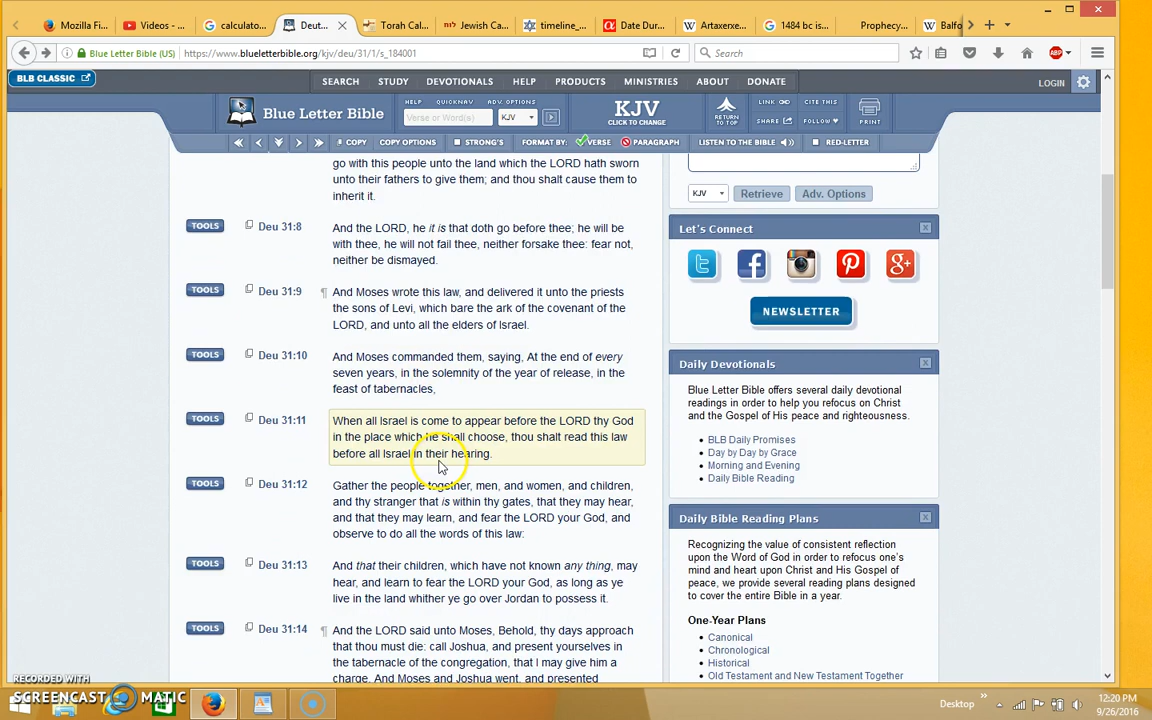 Mozilla Fi...
Videos - ...
calculato...
Deut...
Torah Cal...
Jewish Ca...
timeline_...
Date Dur...
Artaxerxe...
1484 bc is...
Prophecy...
Balfo
Blue Letter Bible (US)
https://www.blueletterbible.org/kjv/deu/31/1/s_184001
Search
ABP
BLB CLASSIC
SEARCH STUDY DEVOTIONALS HELP PRODUCTS MINISTRIES ABOUT DONATE
LOGIN
Blue Letter Bible
HELP QUICKNAV ADV. OPTIONS
Verse or Word(s) KJV
KJV
CLICK TO CHANGE
RETURN
TO TOP
LINK CITE THIS
SHARE FOLLOW
PRINT
COPY COPY OPTIONS STRONG'S FORMAT BY: VERSE PARAGRAPH LISTEN TO THE BIBLE RED-LETTER
go with this people unto the land which the LORD hath sworn
unto their fathers to give them; and thou shalt cause them to
inherit it.
TOOLS Deu 31:8 And the LORD, he it is that doth go before thee; he will be
with thee, he will not fail thee, neither forsake thee: fear not,
neither be dismayed.
TOOLS Deu 31:9 ¶ And Moses wrote this law, and delivered it unto the priests
the sons of Levi, which bare the ark of the covenant of the
LORD, and unto all the elders of Israel.
TOOLS Deu 31:10 And Moses commanded them, saying, At the end of every
seven years, in the solemnity of the year of release, in the
feast of tabernacles,
TOOLS Deu 31:11 When all Israel is come to appear before the LORD thy God
in the place which he shall choose, thou shalt read this law
before all Israel in their hearing.
TOOLS Deu 31:12 Gather the people together, men, and women, and children,
and thy stranger that is within thy gates, that they may hear,
and that they may learn, and fear the LORD your God, and
observe to do all the words of this law:
TOOLS Deu 31:13 And that their children, which have not known any thing, may
hear, and learn to fear the LORD your God, as long as ye
live in the land whither ye go over Jordan to possess it.
TOOLS Deu 31:14 ¶ And the LORD said unto Moses, Behold, thy days approach
that thou must die: call Joshua, and present yourselves in
the tabernacle of the congregation, that I may give him a
charge. And Moses and Joshua went, and presented
KJV Retrieve Adv. Options
Let's Connect
NEWSLETTER
Daily Devotionals
Blue Letter Bible offers several daily devotional
readings in order to help you refocus on Christ
and the Gospel of His peace and righteousness.
• BLB Daily Promises
• Day by Day by Grace
• Morning and Evening
• Daily Bible Reading
Daily Bible Reading Plans
Recognizing the value of consistent reflection
upon the Word of God in order to refocus one's
mind and heart upon Christ and His Gospel of
peace, we provide several reading plans designed
to cover the entire Bible in a year.
One-Year Plans
• Canonical
• Chronological
• Historical
• Old Testament and New Testament Together
RECORDED WITH
SCREENCAST MATIC
Desktop
12:20 PM
9/26/2016